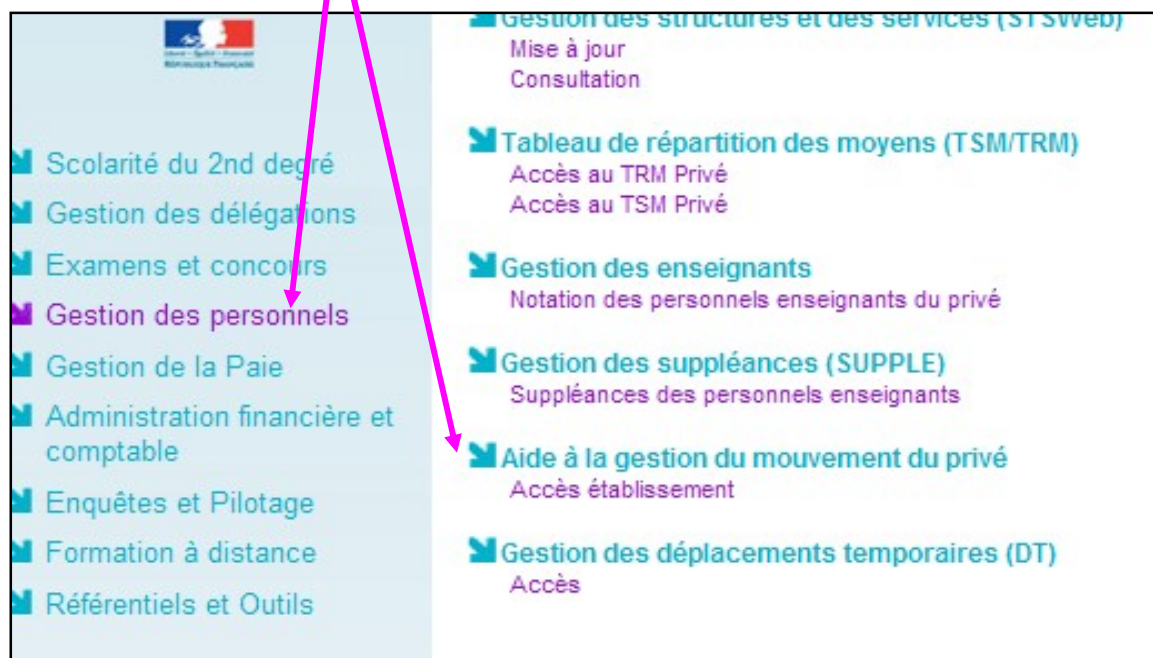 RÉPUBLIQUE FRANÇAISE
Scolarité du 2nd degré
Gestion des délégations
Examens et concours
Gestion des personnels
Gestion de la Paie
Administration financière et
comptable
Enquêtes et Pilotage
Formation à distance
Référentiels et Outils
Gestion des structures et des services (STSWeb)
Mise à jour
Consultation
Tableau de répartition des moyens (TSM/TRM)
Accès au TRM Privé
Accès au TSM Privé
Gestion des enseignants
Notation des personnels enseignants du privé
Gestion des suppléances (SUPPLE)
Suppléances des personnels enseignants
Aide à la gestion du mouvement du privé
Accès établissement
Gestion des déplacements temporaires (DT)
Accès